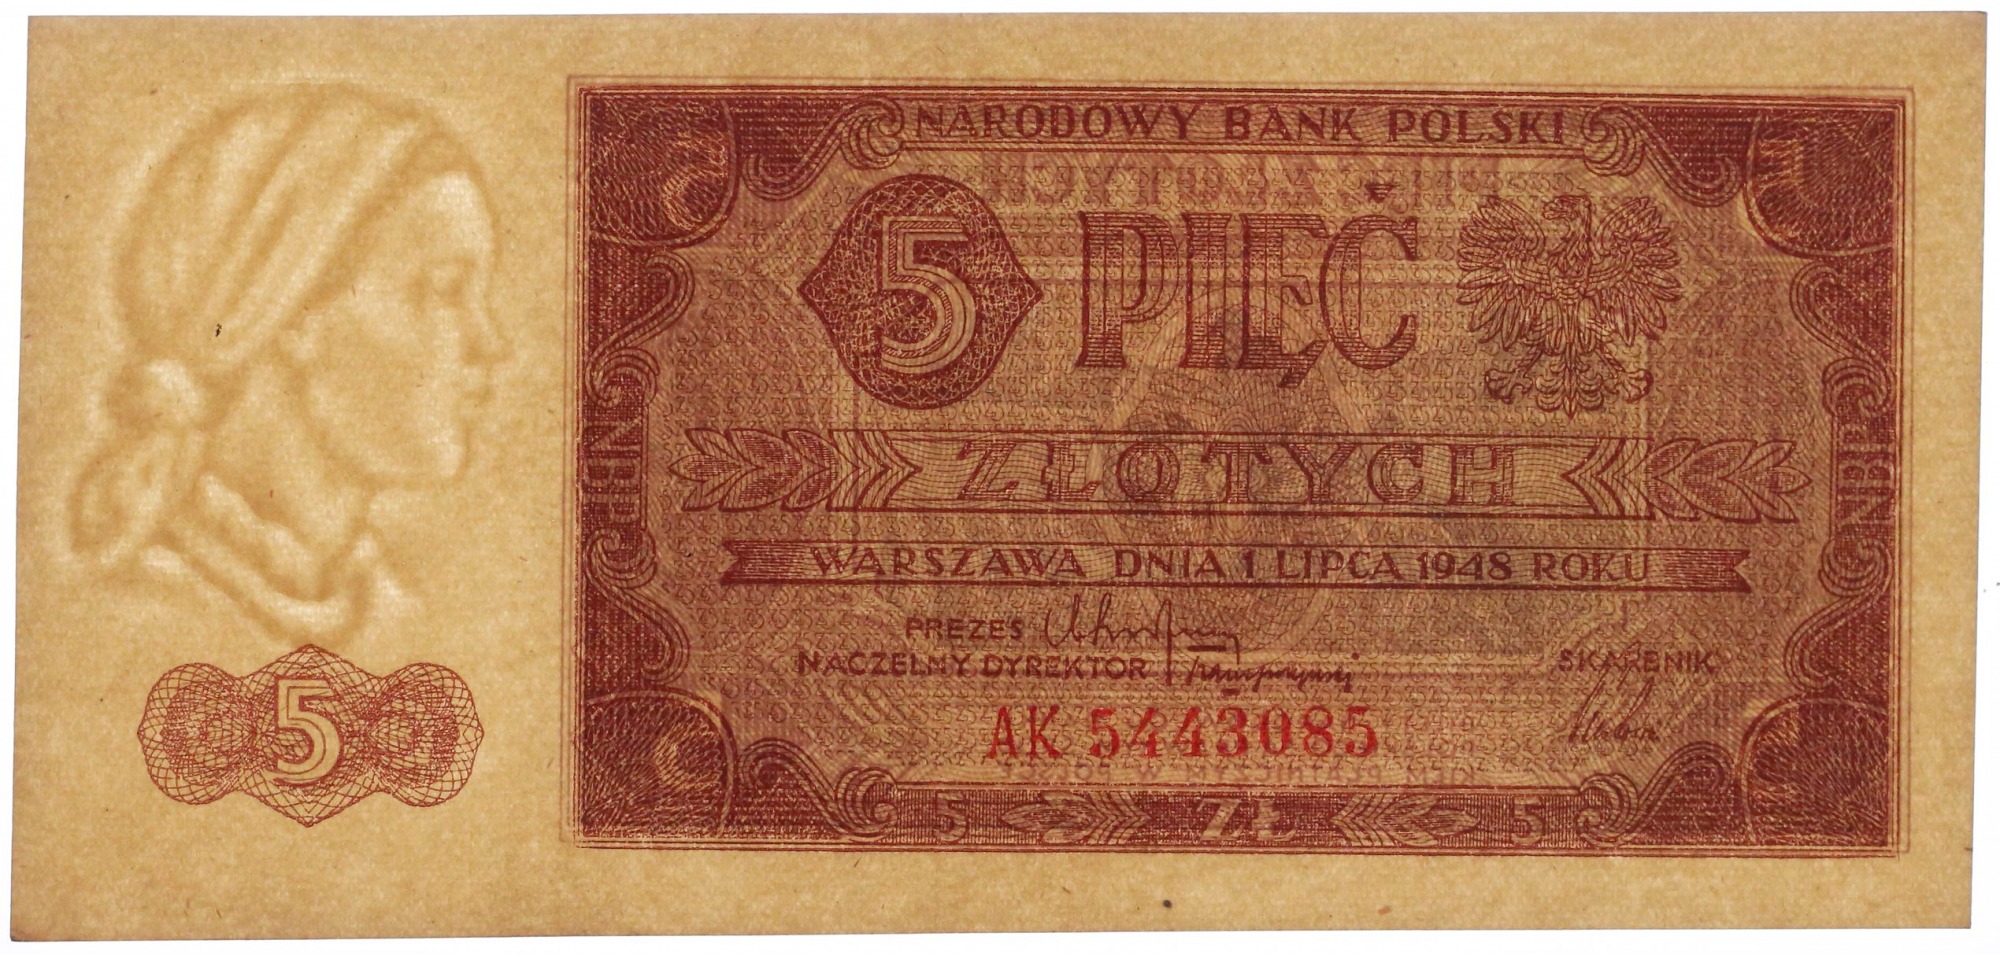 NARODOWY BANK POLSKI
5 PIĘĆ
ZŁOTYCH
WARSZAWA DNIA 1 LIPCA 1948 ROKU
PREZES
NACZELNY DYREKTOR
SKARBNIK
AK 5443085
5 ZŁ 5
NBP
NBP
5